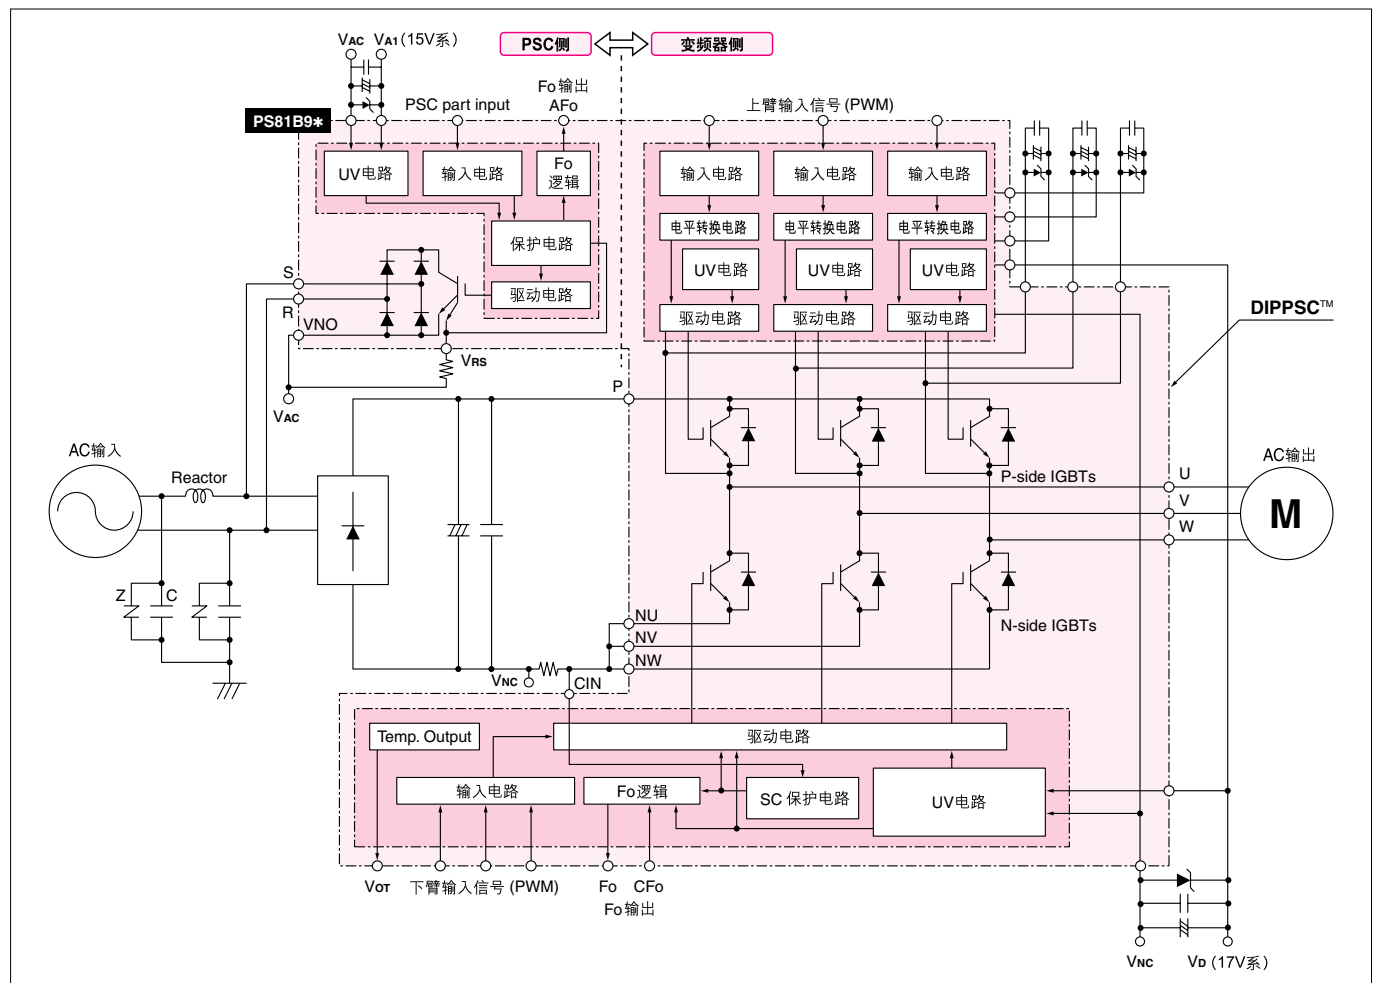 VAC VA1 (15V系)
PSC侧
变频器侧
Fo 输出
AFo
PSC part input
上臂输入信号 (PWM)
PS81B9*
UV电路
输入电路
Fo
逻辑
保护电路
驱动电路
输入电路
输入电路
输入电路
电平转换电路
电平转换电路
电平转换电路
UV电路
UV电路
UV电路
驱动电路
驱动电路
驱动电路
S
R
VNO
VRS
VAC
DIPPSC™
P
AC输入
Reactor
Z
C
P-side IGBTs
U
V
W
AC输出
M
NU
NV
NW
N-side IGBTs
VNC
CIN
Temp. Output
驱动电路
输入电路
Fo逻辑
SC 保护电路
UV电路
VOT
下臂输入信号 (PWM)
Fo
CFo
Fo 输出
VNC
VD (17V系)